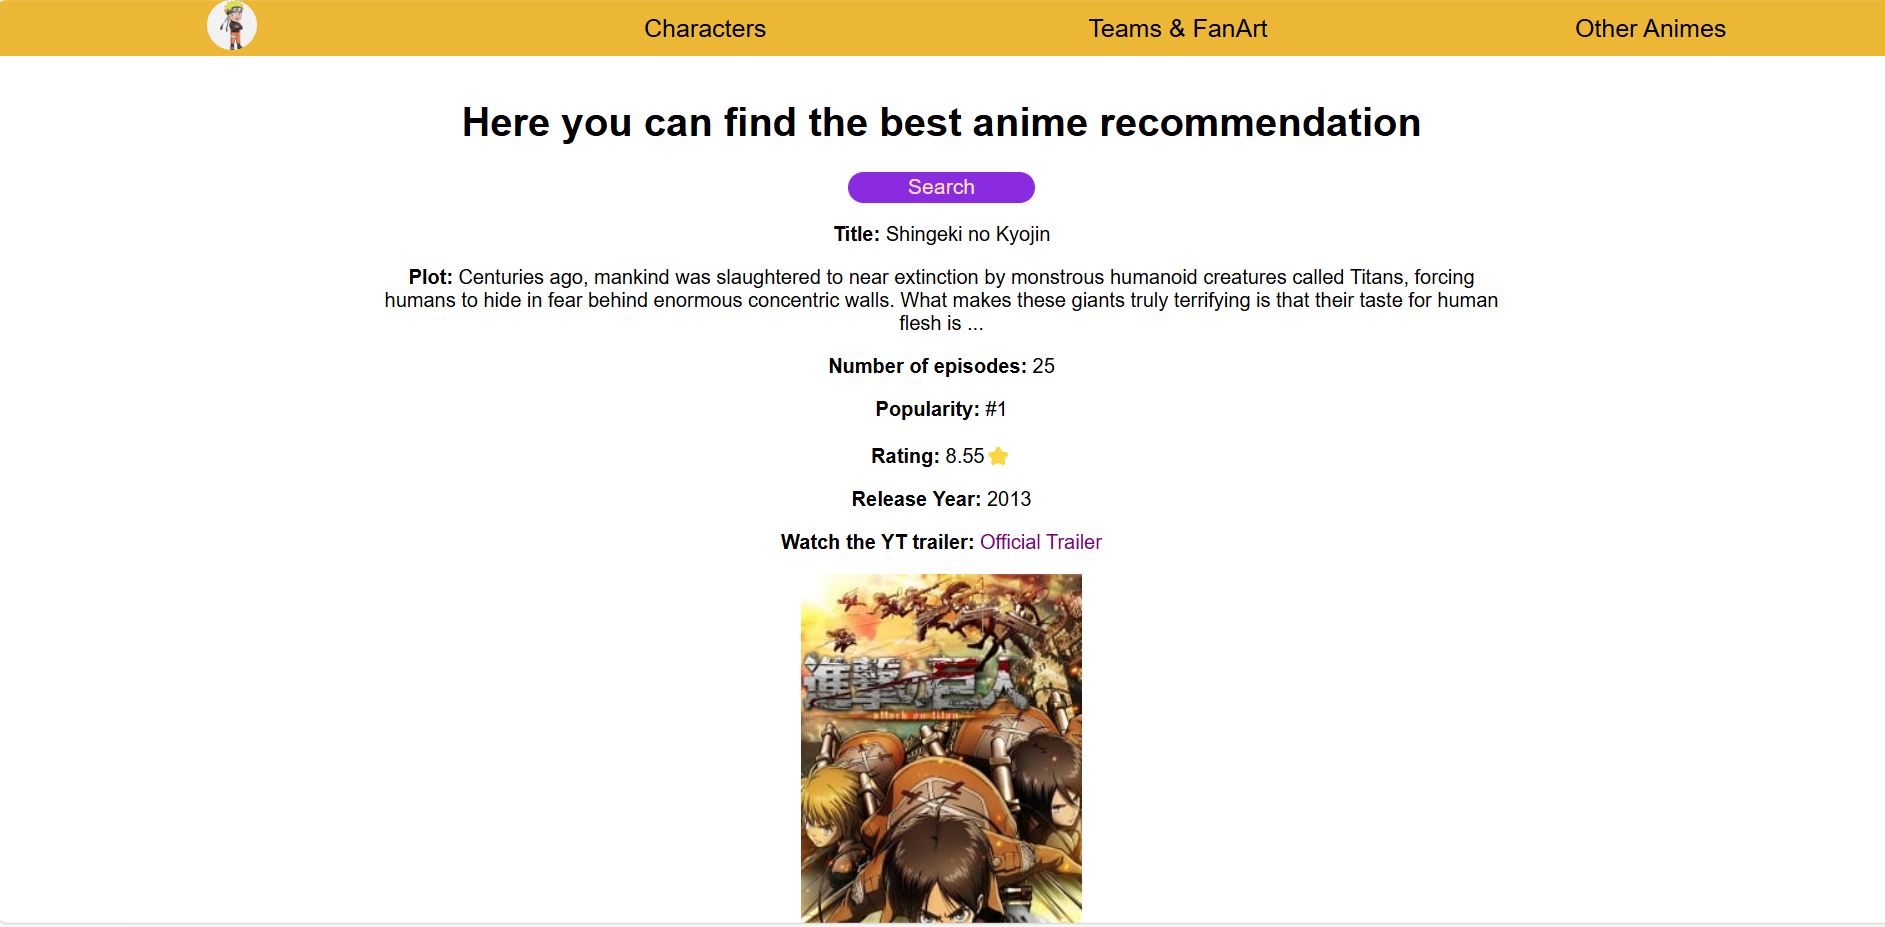 Characters
Teams & FanArt
Other Animes
Here you can find the best anime recommendation
Search
Title: Shingeki no Kyojin
Plot: Centuries ago, mankind was slaughtered to near extinction by monstrous humanoid creatures called Titans, forcing
humans to hide in fear behind enormous concentric walls. What makes these giants truly terrifying is that their taste for human
flesh is ...
Number of episodes: 25
Popularity: #1
Rating: 8.55
Release Year: 2013
Watch the YT trailer: Official Trailer
進撃の巨人
attack on titan